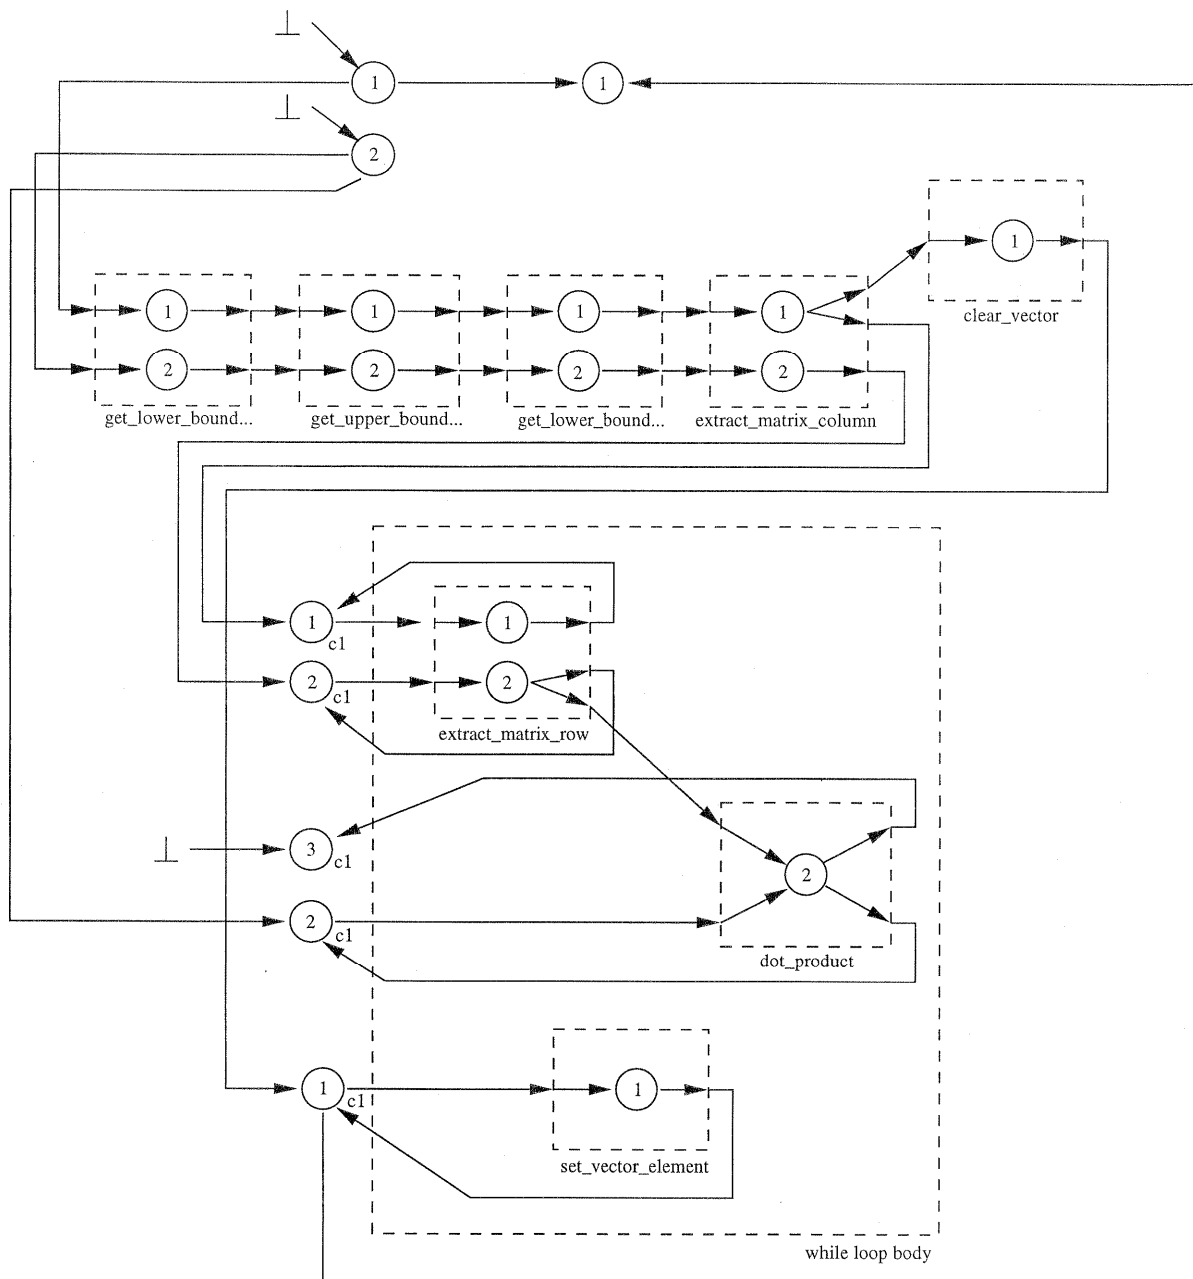 ⊥
1
1
⊥
2
1
clear_vector
1
1
1
1
2
2
2
2
get_lower_bound...
get_upper_bound...
get_lower_bound...
extract_matrix_column
1
c1
1
2
c1
2
extract_matrix_row
⊥
3
c1
2
2
c1
dot_product
1
c1
1
set_vector_element
while loop body